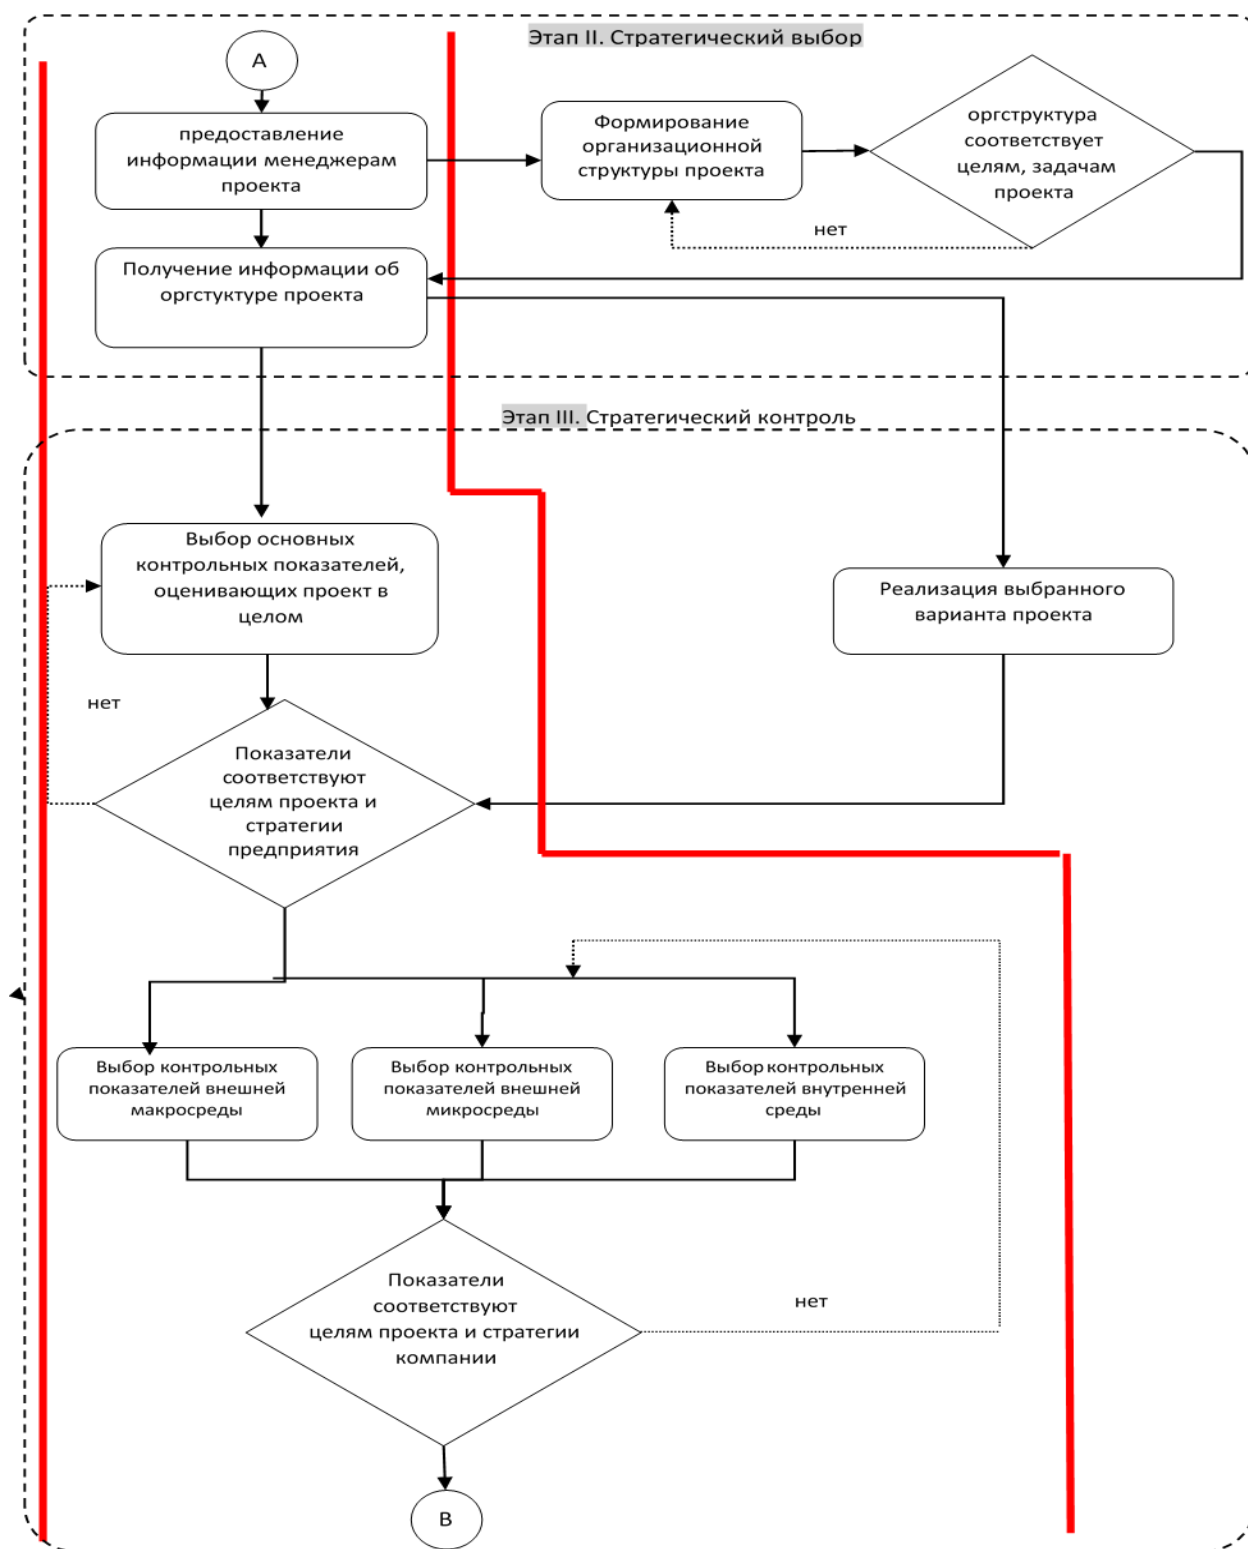 Этап II. Стратегический выбор
А
предоставление
информации менеджерам
проекта
Формирование
организационной
структуры проекта
оргструктура
соответствует
целям, задачам
проекта
нет
Получение информации об
оргстуктуре проекта
Этап III. Стратегический контроль
Выбор основных
контрольных показателей,
оценивающих проект в
целом
Реализация выбранного
варианта проекта
нет
Показатели
соответствуют
целям проекта и
стратегии
предприятия
Выбор контрольных
показателей внешней
макросреды
Выбор контрольных
показателей внешней
микросреды
Выбор контрольных
показателей внутренней
среды
Показатели
соответствуют
целям проекта и стратегии
компании
нет
В